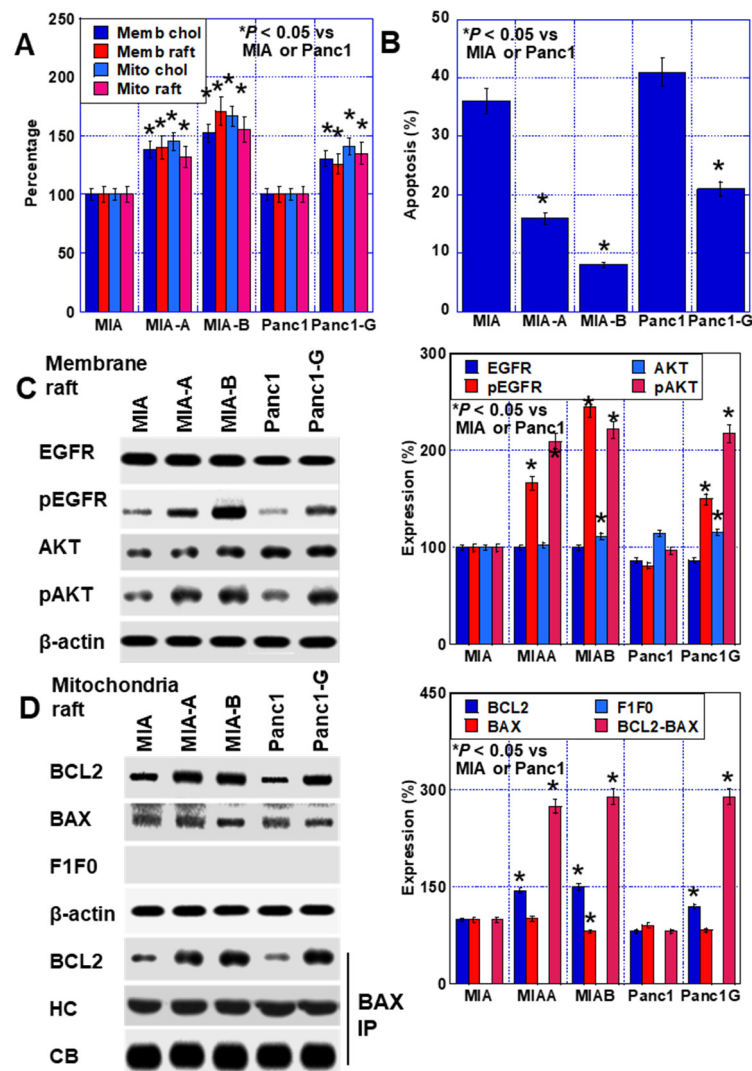 A
Memb chol
Memb raft
Mito chol
Mito raft
*P < 0.05 vs
MIA or Panc1
Percentage
250
200
150
100
50
0
* * * *
* * * *
* * * *
MIA
MIA-A
MIA-B
Panc1
Panc1-G
B
*P < 0.05 vs
MIA or Panc1
Apoptosis (%)
50
40
30
20
10
0
*
*
*
MIA
MIA-A
MIA-B
Panc1
Panc1-G
C
Membrane
raft
MIA
MIA-A
MIA-B
Panc1
Panc1-G
EGFR
pEGFR
AKT
pAKT
β-actin
EGFR
pEGFR
AKT
pAKT
*P < 0.05 vs
MIA or Panc1
Expression (%)
300
200
100
0
* *
* * *
* * *
MIA
MIAA
MIAB
Panc1
Panc1G
D
Mitochondria
raft
MIA
MIA-A
MIA-B
Panc1
Panc1-G
BCL2
BAX
F1F0
β-actin
BCL2
HC
CB
BAX
IP
BCL2
BAX
F1F0
BCL2-BAX
*P < 0.05 vs
MIA or Panc1
Expression (%)
450
300
150
0
* *
* * *
* *
MIA
MIAA
MIAB
Panc1
Panc1G